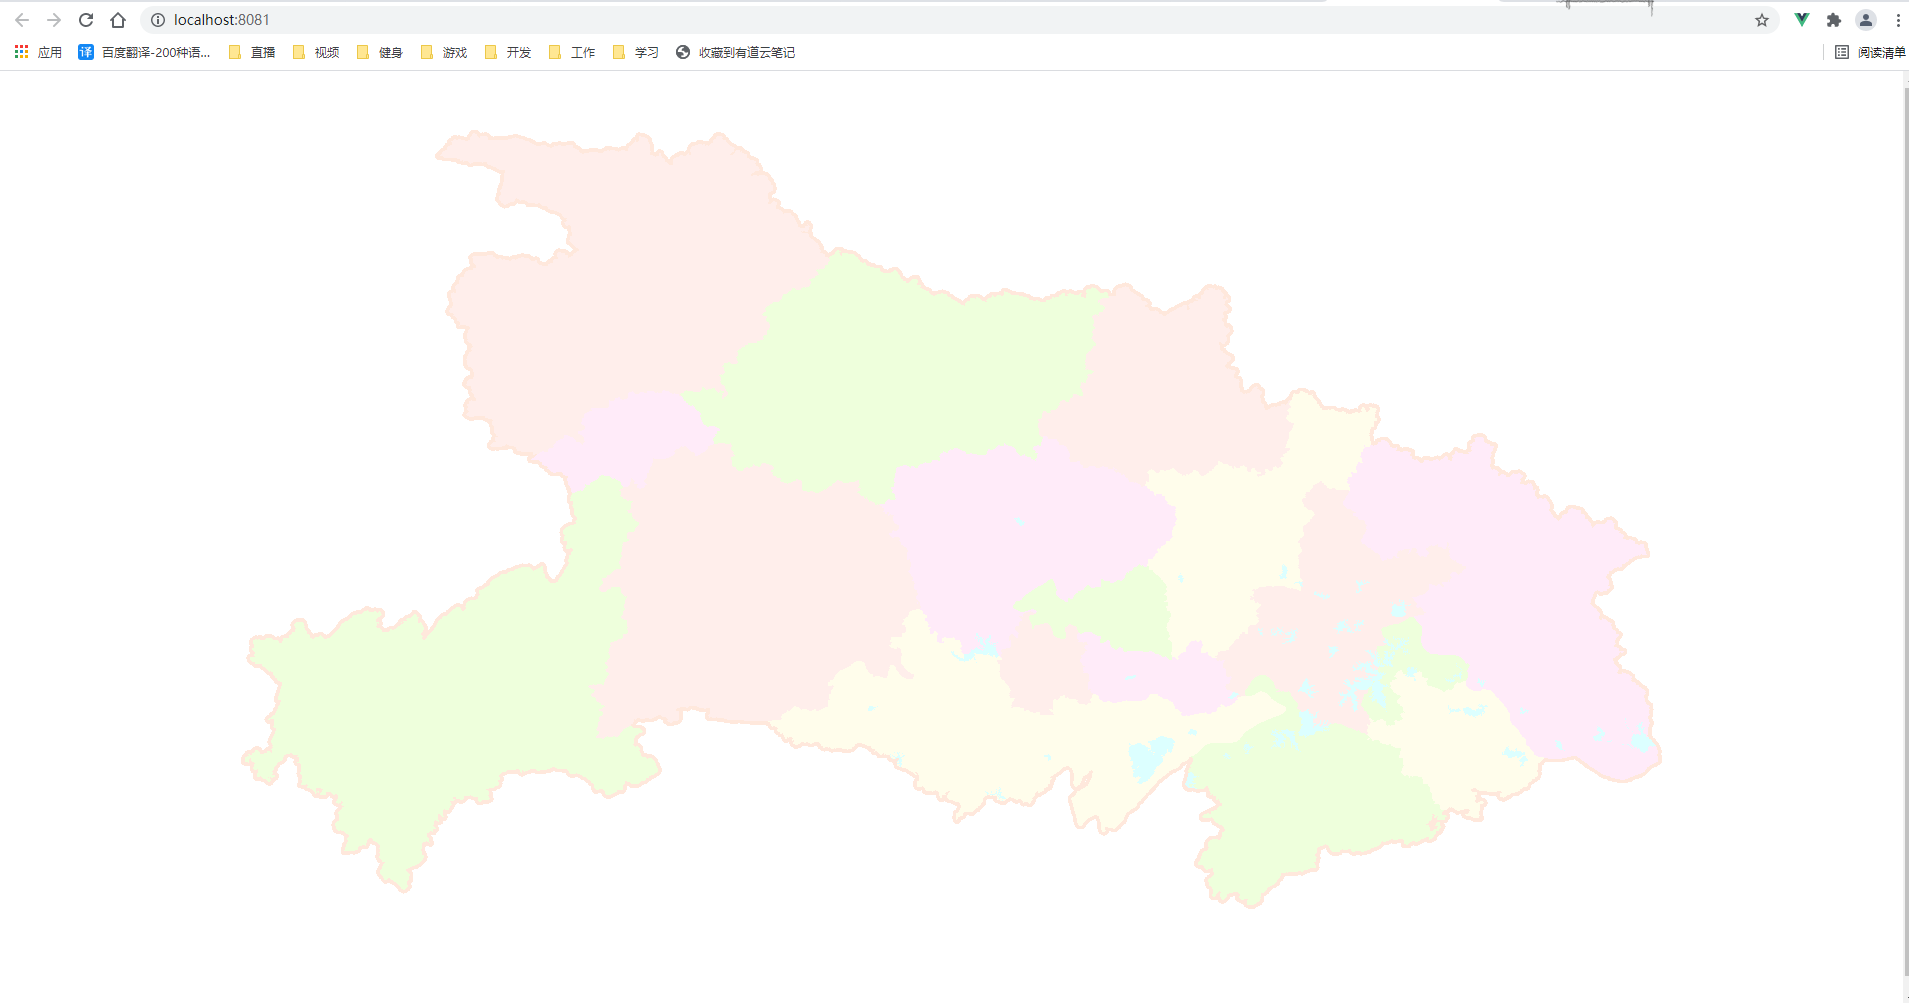 localhost:8081
应用 译 百度翻译-200种语... 直播 视频 健身 游戏 开发 工作 学习 收藏到有道云笔记 阅读清单